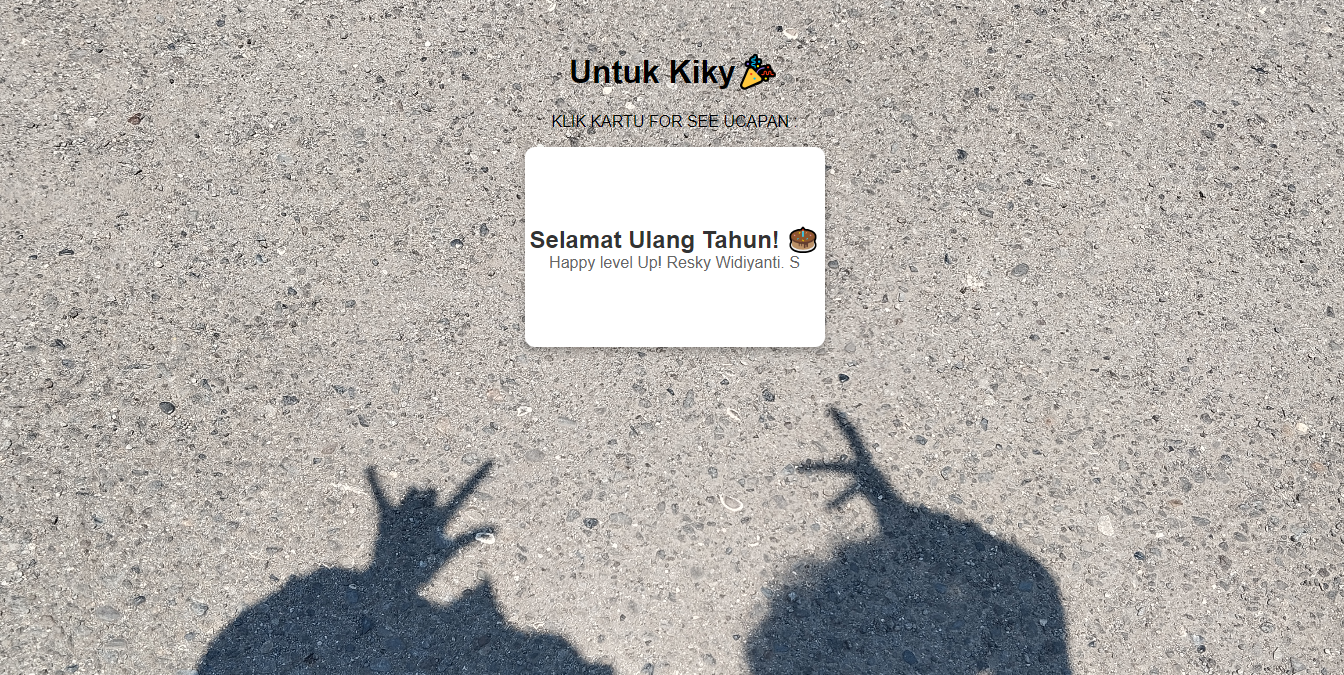 Untuk Kiky🎉
KLIK KARTU FOR SEE UCAPAN
Selamat Ulang Tahun! 🎂
Happy level Up! Resky Widiyanti. S